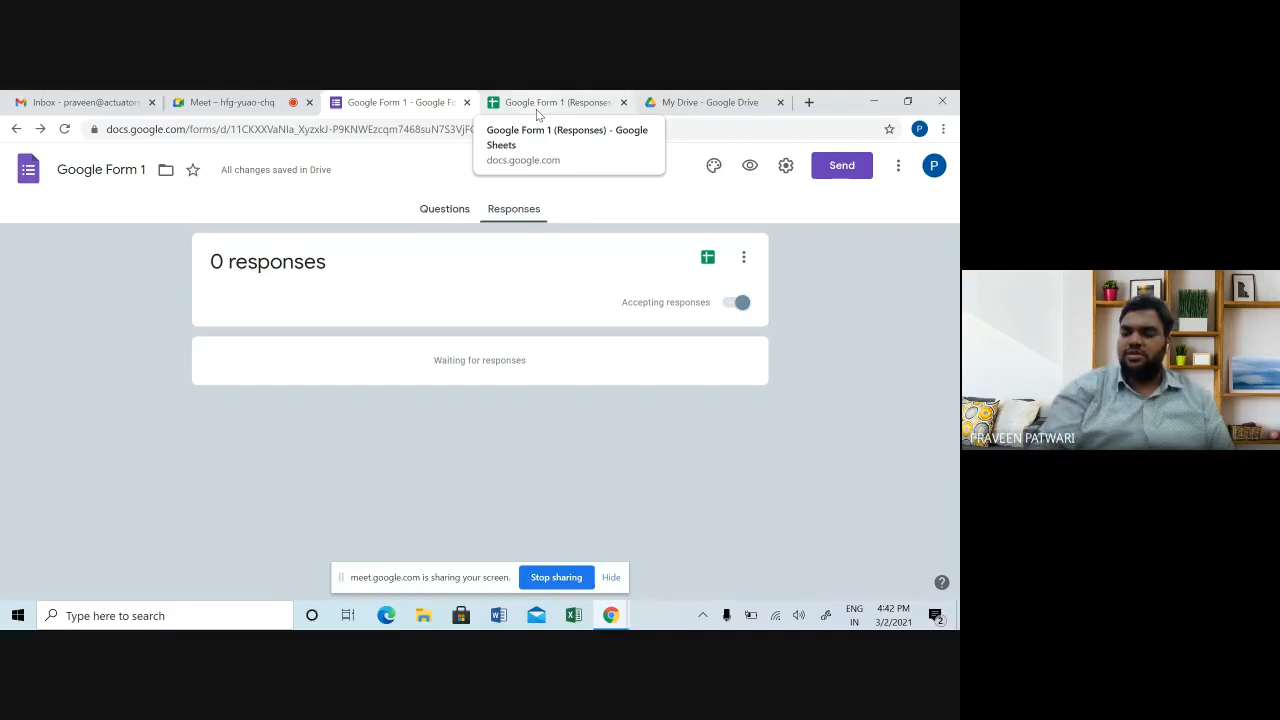 Inbox - praveen@actuator
Meet – hfg-yuao-chq
Google Form 1 - Google Fo
Google Form 1 (Responses
My Drive - Google Drive
docs.google.com/forms/d/
Google Form 1 (Responses) - Google
Sheets
docs.google.com
P
Google Form 1
All changes saved in Drive
Send
P
Questions
Responses
0 responses
Accepting responses
Waiting for responses
PRAVEEN PATWARI
meet.google.com is sharing your screen.
Stop sharing
Hide
Type here to search
ENG
IN
4:42 PM
3/2/2021
2